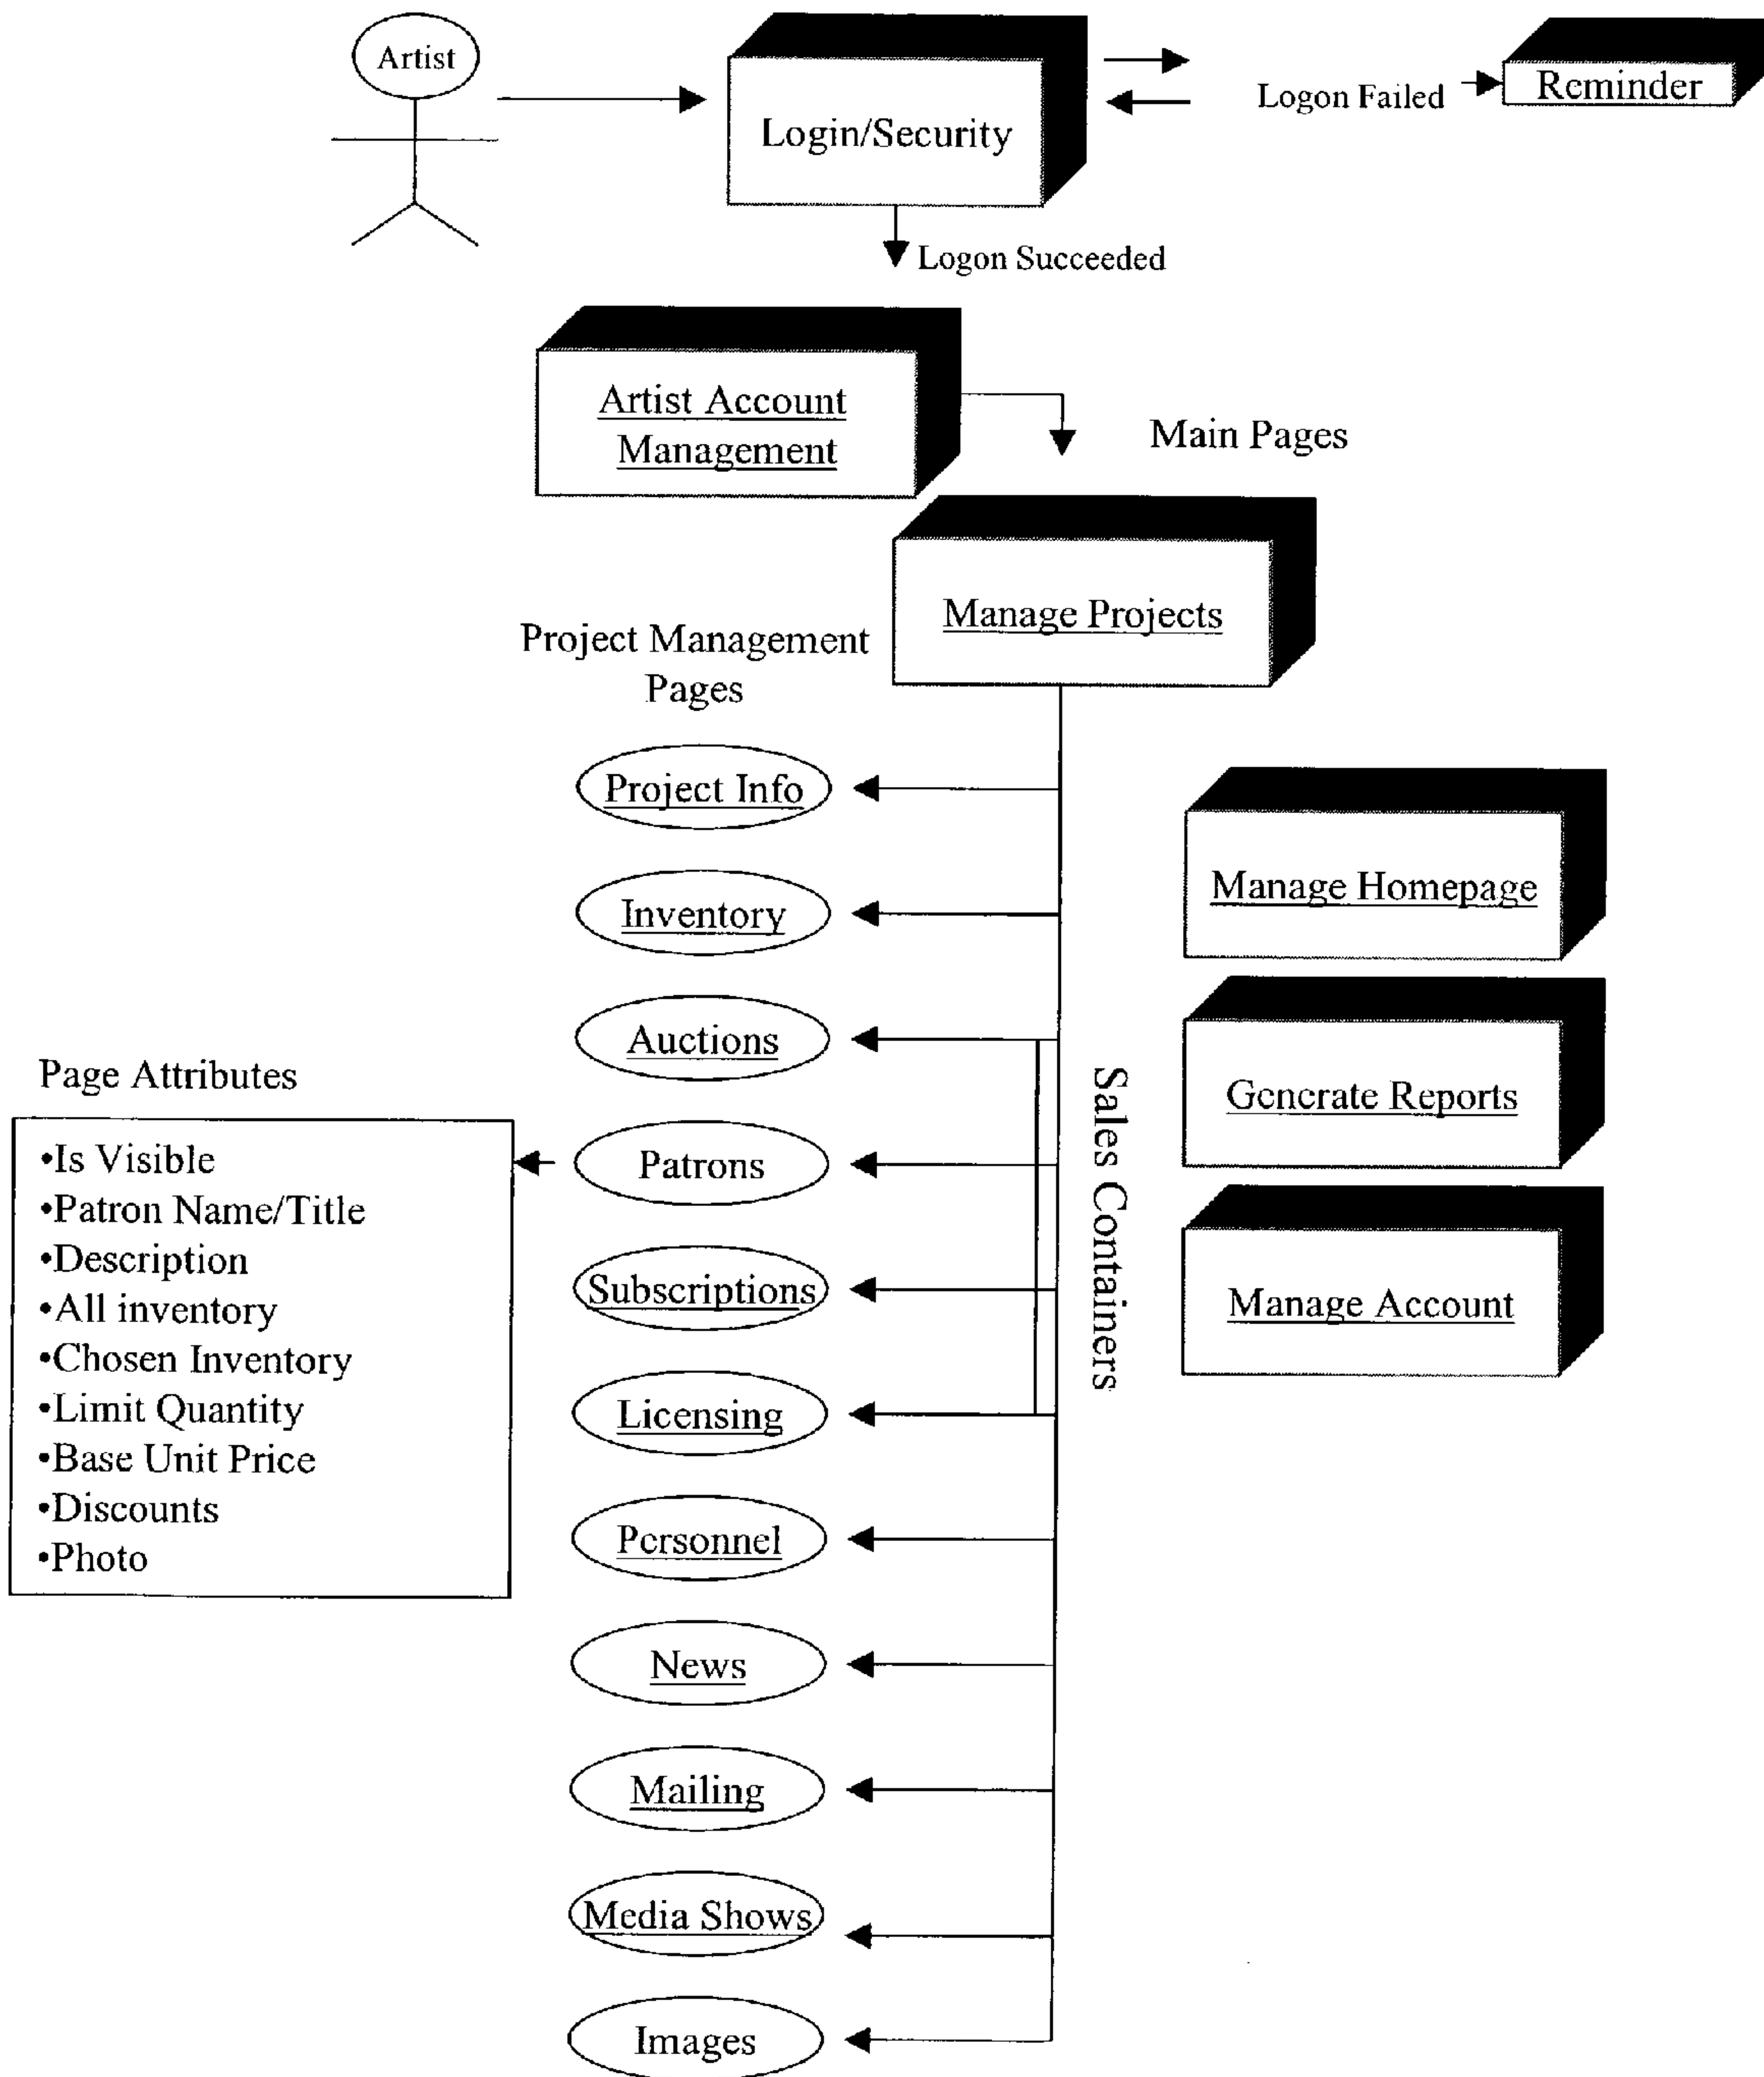 Artist
Login/Security
Logon Failed
Reminder
Logon Succeeded
Artist Account
Management
Main Pages
Manage Projects
Project Management
Pages
Project Info
Inventory
Auctions
Patrons
Subscriptions
Licensing
Personnel
News
Mailing
Media Shows
Images
Sales Containers
Manage Homepage
Generate Reports
Manage Account
Page Attributes
•Is Visible
•Patron Name/Title
•Description
•All inventory
•Chosen Inventory
•Limit Quantity
•Base Unit Price
•Discounts
•Photo